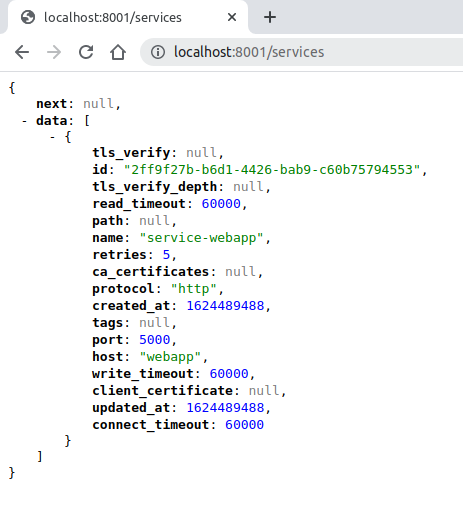 localhost:8001/services
localhost:8001/services
{
    next: null,
  - data: [
      - {
            tls_verify: null,
            id: "2ff9f27b-b6d1-4426-bab9-c60b75794553",
            tls_verify_depth: null,
            read_timeout: 60000,
            path: null,
            name: "service-webapp",
            retries: 5,
            ca_certificates: null,
            protocol: "http",
            created_at: 1624489488,
            tags: null,
            port: 5000,
            host: "webapp",
            write_timeout: 60000,
            client_certificate: null,
            updated_at: 1624489488,
            connect_timeout: 60000
        }
    ]
}